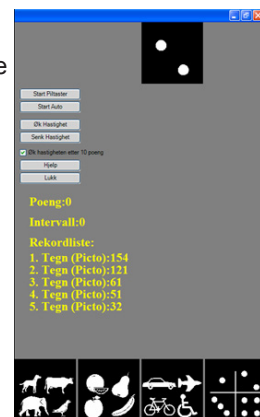 e
Start Piltaster
Start Auto
Øk Hastighet
Senk Hastighet
Øk hastigheten etter 10 poeng
Hjelp
Lukk
Poeng:0
Intervall:0
Rekordliste:
1. Tegn (Picto):154
2. Tegn (Picto):121
3. Tegn (Picto):61
4. Tegn (Picto):51
5. Tegn (Picto):32